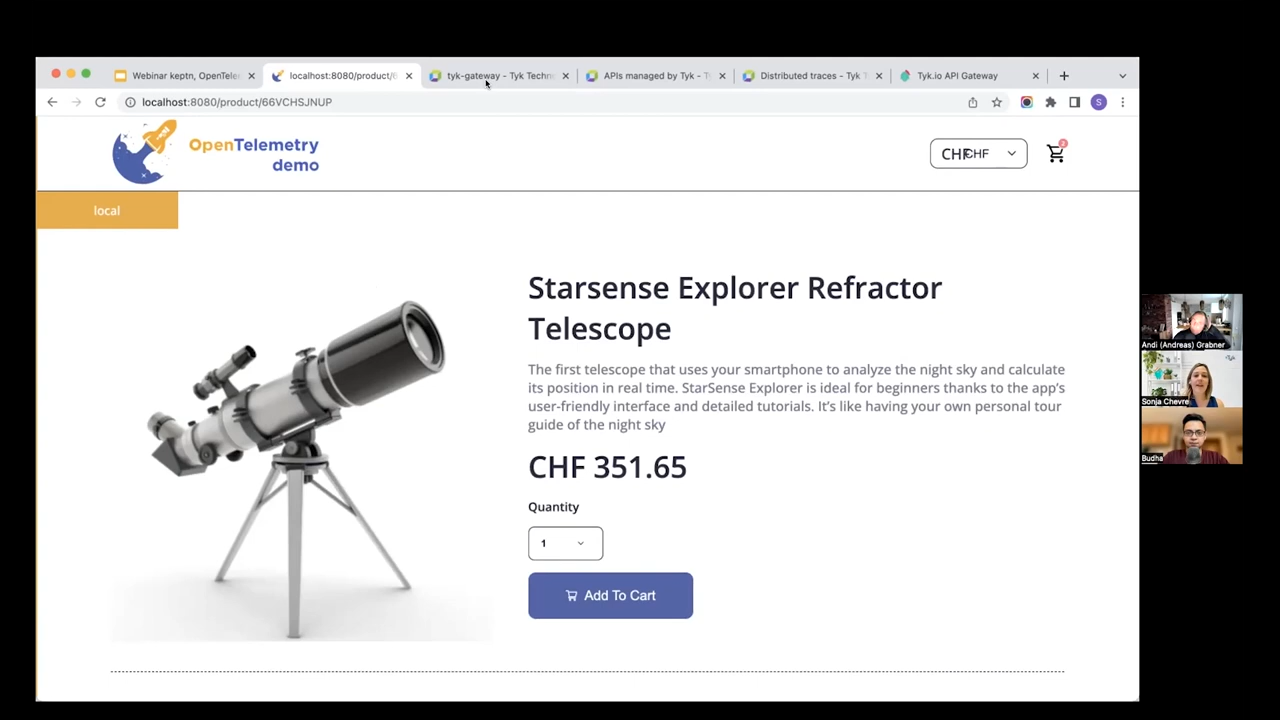 Webinar keptn, OpenTele
localhost:8080/product/6
tyk-gateway - Tyk Techn
APIs managed by Tyk - T
Distributed traces - Tyk T
Tyk.io API Gateway
localhost:8080/product/66VCHSJNUP
S
OpenTelemetry
demo
CHF
CHF
2
local
Starsense Explorer Refractor
Telescope
The first telescope that uses your smartphone to analyze the night sky and calculate
its position in real time. StarSense Explorer is ideal for beginners thanks to the app’s
user-friendly interface and detailed tutorials. It’s like having your own personal tour
guide of the night sky
CHF 351.65
Quantity
1
Add To Cart
Andi (Andreas) Grabner
Sonja Chevre
Budha